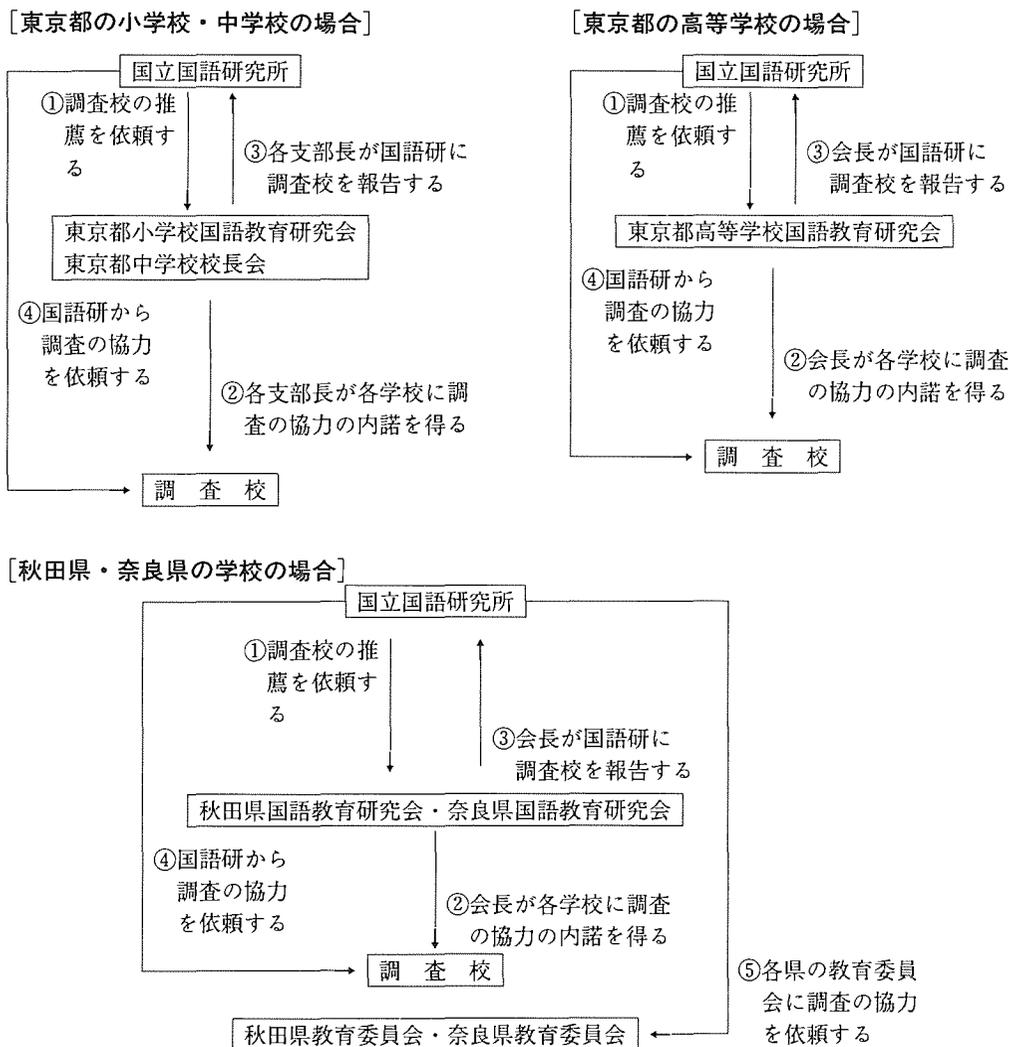 [東京都の小学校・中学校の場合]
国立国語研究所
①調査校の推
薦を依頼す
る
③各支部長が国語研に
調査校を報告する
東京都小学校国語教育研究会
東京都中学校校長会
④国語研から
調査の協力
を依頼する
②各支部長が各学校に調
査の協力の内諾を得る
調　査　校
[東京都の高等学校の場合]
国立国語研究所
①調査校の推
薦を依頼す
る
③会長が国語研に
調査校を報告する
東京都高等学校国語教育研究会
④国語研から
調査の協力
を依頼する
②会長が各学校に調査
の協力の内諾を得る
調　査　校
[秋田県・奈良県の学校の場合]
国立国語研究所
①調査校の推
薦を依頼す
る
③会長が国語研に
調査校を報告する
秋田県国語教育研究会・奈良県国語教育研究会
④国語研から
調査の協力
を依頼する
②会長が各学校に調査
の協力の内諾を得る
調　査　校
⑤各県の教育委員
会に調査の協力
を依頼する
秋田県教育委員会・奈良県教育委員会